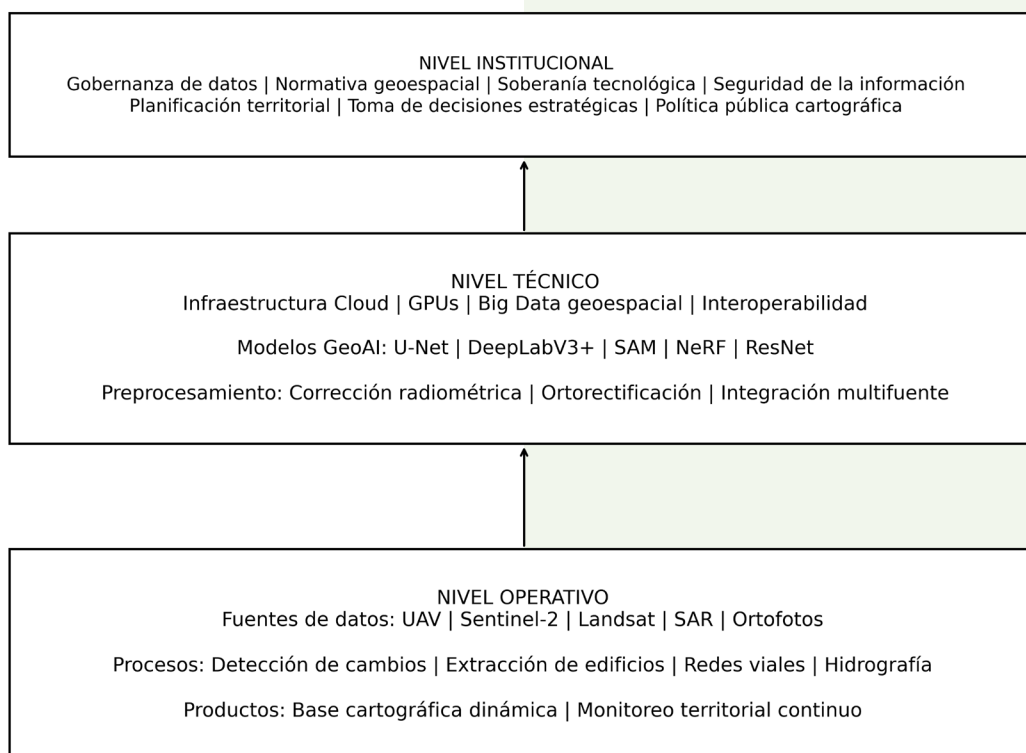 NIVEL INSTITUCIONAL
Gobernanza de datos | Normativa geoespacial | Soberanía tecnológica | Seguridad de la información
Planificación territorial | Toma de decisiones estratégicas | Política pública cartográfica
NIVEL TÉCNICO
Infraestructura Cloud | GPUs | Big Data geoespacial | Interoperabilidad
Modelos GeoAI: U-Net | DeepLabV3+ | SAM | NeRF | ResNet
Preprocesamiento: Corrección radiométrica | Ortorectificación | Integración multifuente
NIVEL OPERATIVO
Fuentes de datos: UAV | Sentinel-2 | Landsat | SAR | Ortofotos
Procesos: Detección de cambios | Extracción de edificios | Redes viales | Hidrografía
Productos: Base cartográfica dinámica | Monitoreo territorial continuo